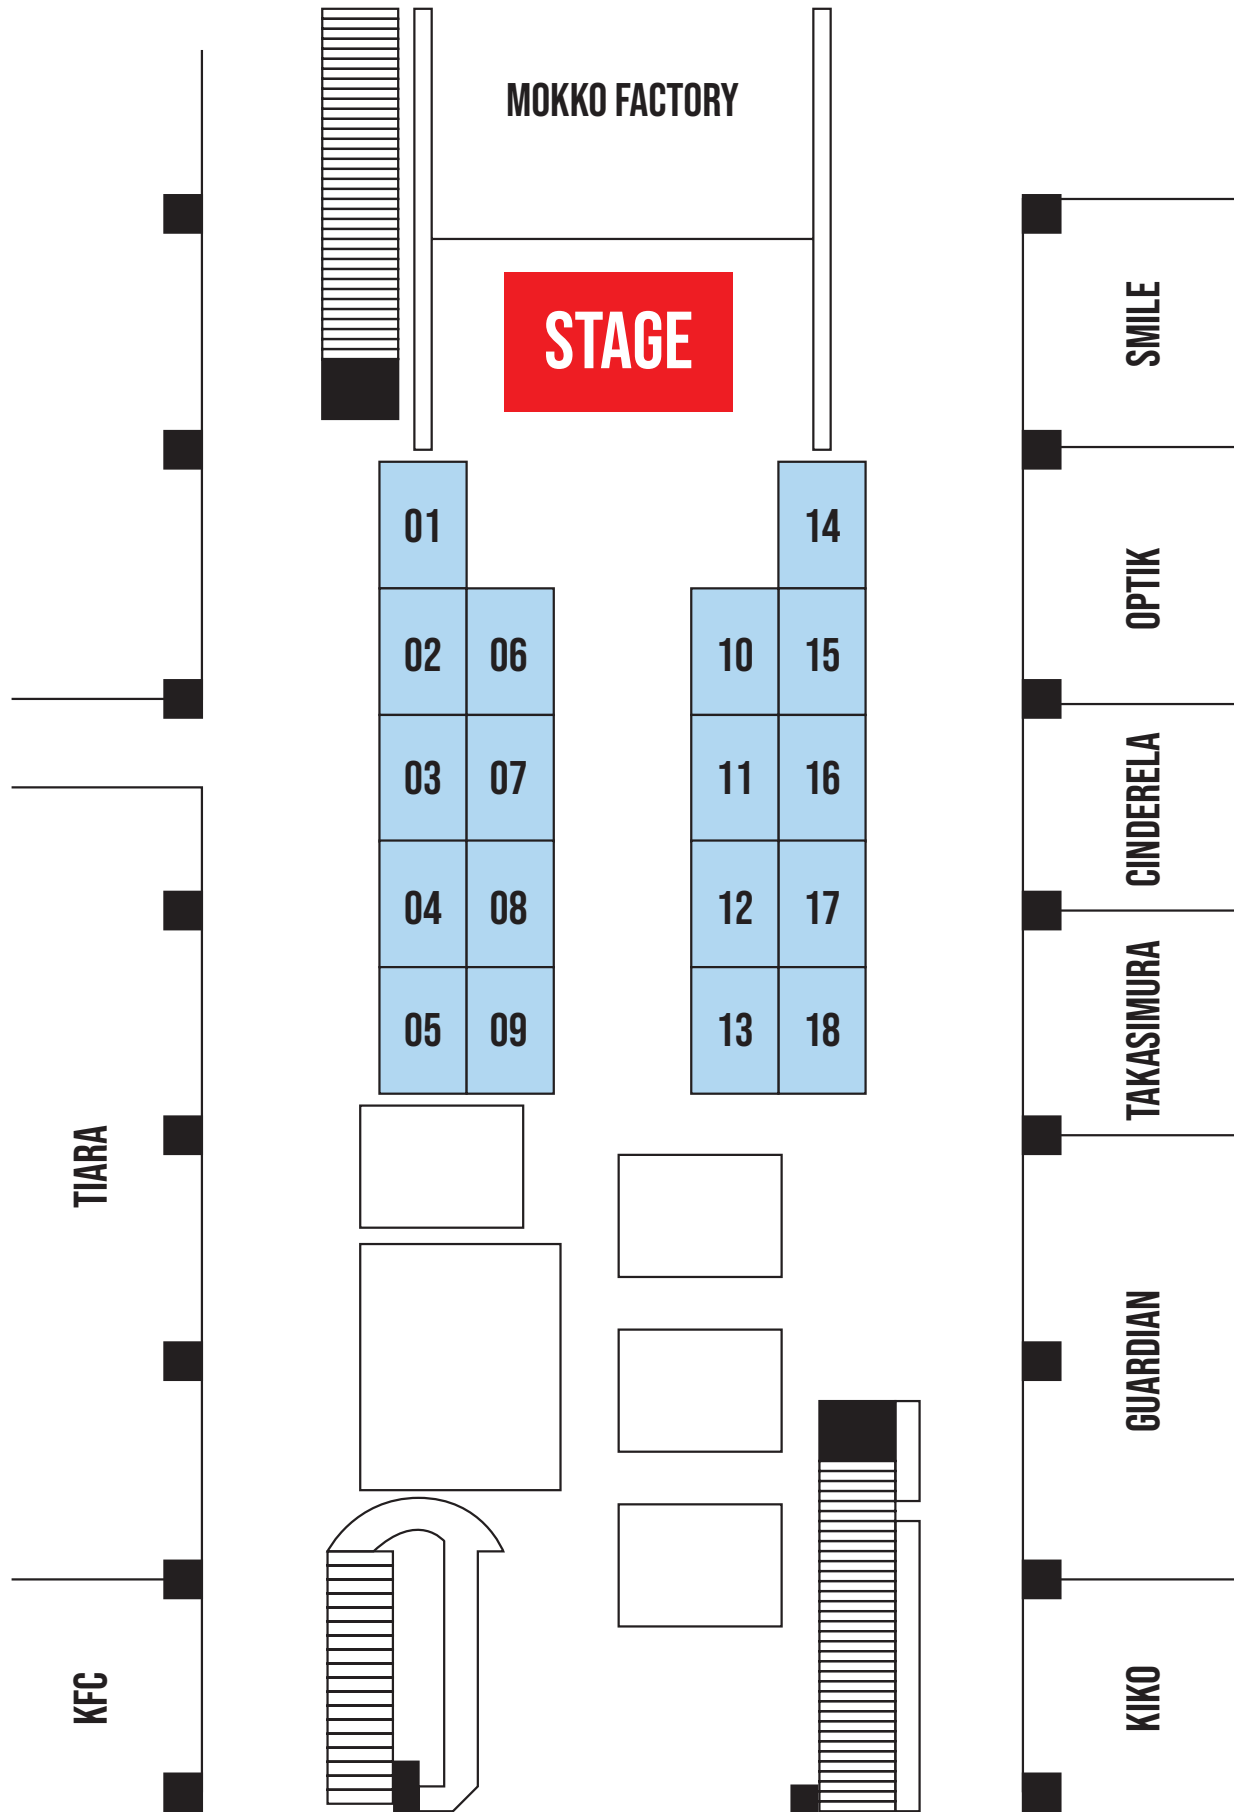 MOKKO FACTORY
STAGE
SMILE
01
14
OPTIK
02
06
10
15
03
07
11
16
CINDERELA
04
08
12
17
05
09
13
18
TAKASIMURA
TIARA
GUARDIAN
KFC
KIKO